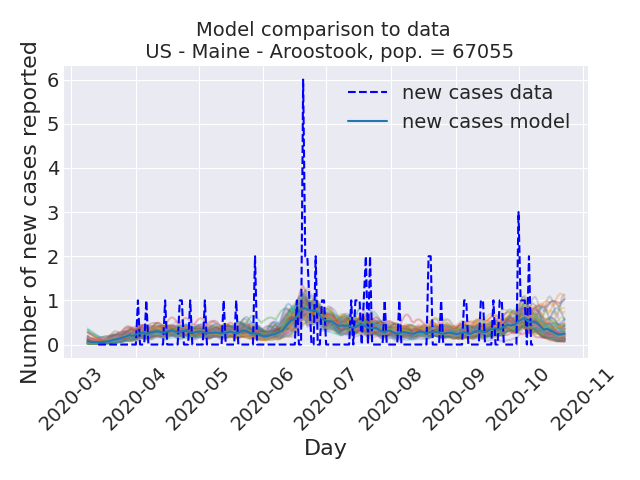 Model comparison to data
US - Maine - Aroostook, pop. = 67055
Number of new cases reported
6
5
4
3
2
1
0
new cases data
new cases model
2020-03
2020-04
2020-05
2020-06
2020-07
2020-08
2020-09
2020-10
2020-11
Day